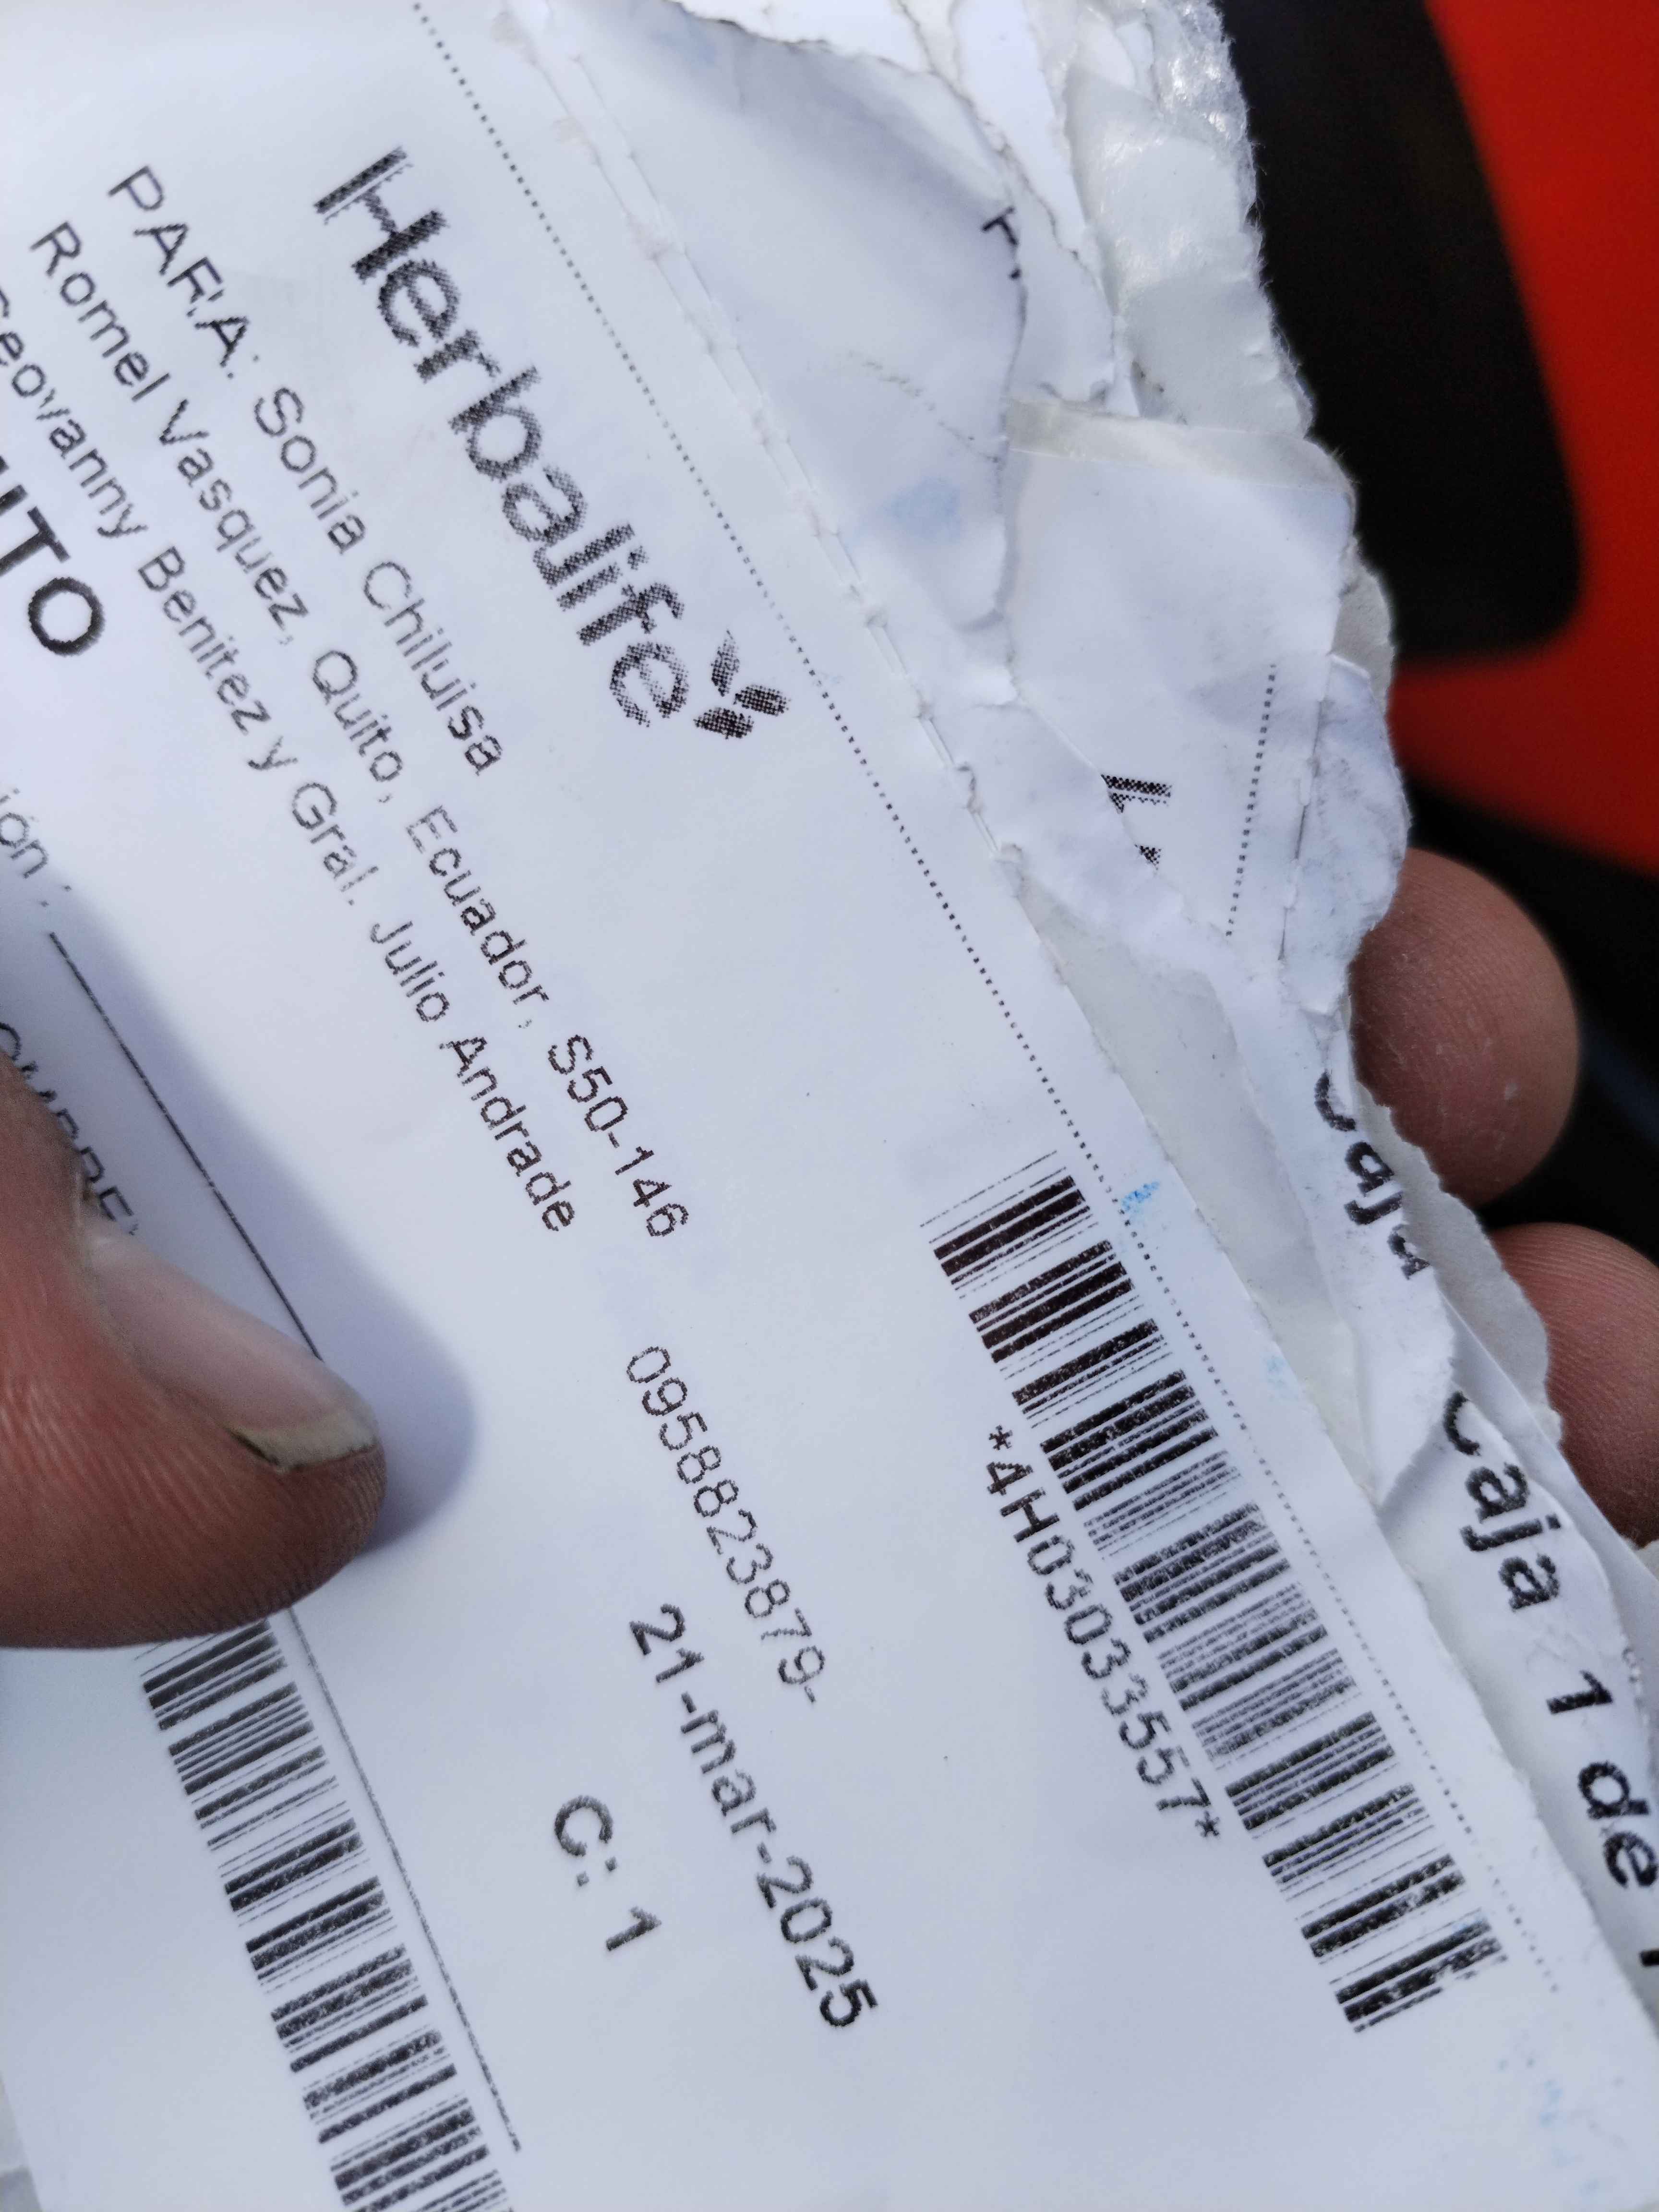 Herbalife
*4H03033557*
PARA: Sonia Chiluisa
Romel Vasquez, Quito, Ecuador, S50-146
0958823879-
Geovanny Benitez y Gral. Julio Andrade
21-mar-2025
C: 1
Caja 1 de